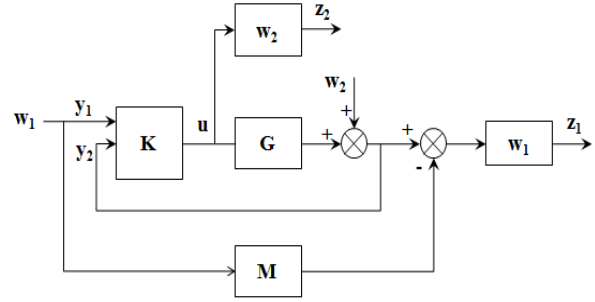 z₂
w₂
w₂
w₁
y₁
+
y₂
K
u
G
+
+
w₁
z₁
-
M